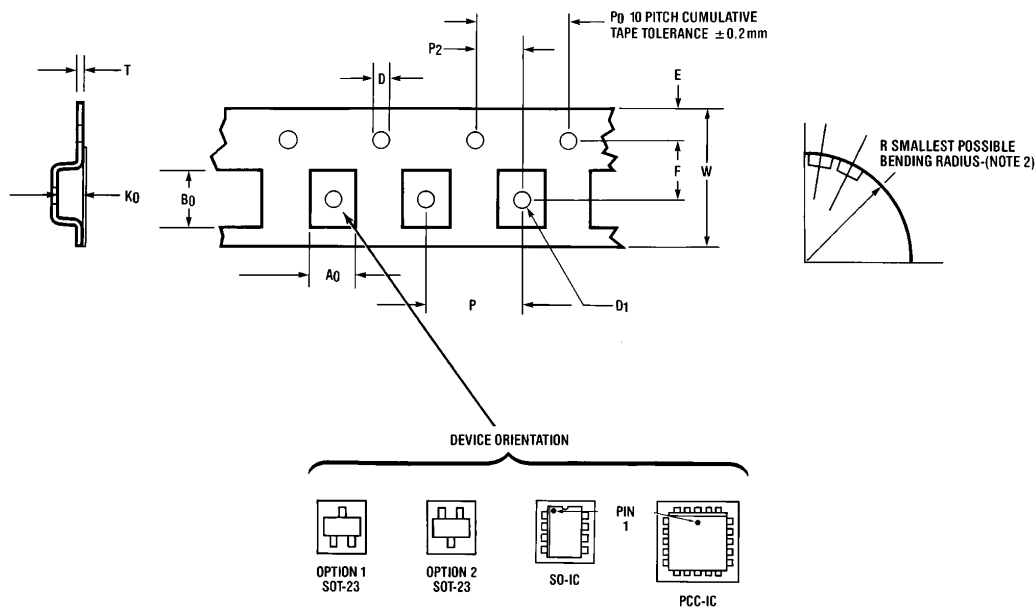 P0 10 PITCH CUMULATIVE
TAPE TOLERANCE ±0.2mm
P2
T
D
E
R SMALLEST POSSIBLE
BENDING RADIUS-(NOTE 2)
F
W
K0
B0
A0
P
D1
DEVICE ORIENTATION
PIN
1
OPTION 1
SOT-23
OPTION 2
SOT-23
SO-IC
PCC-IC